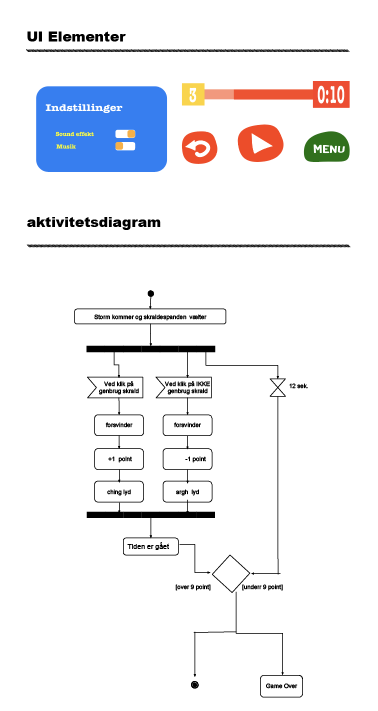 UI Elementer
3
0:10
Indstillinger
Sound effekt
Musik
MENU
aktivitetsdiagram
Storm kommer og skraldespanden vælter
Ved klik på
genbrug skrald
Ved klik på IKKE
genbrug skrald
12 sek.
forsvinder
forsvinder
+1 point
-1 point
ching lyd
argh lyd
Tiden er gået
[over 9 point]
[underr 9 point]
Game Over